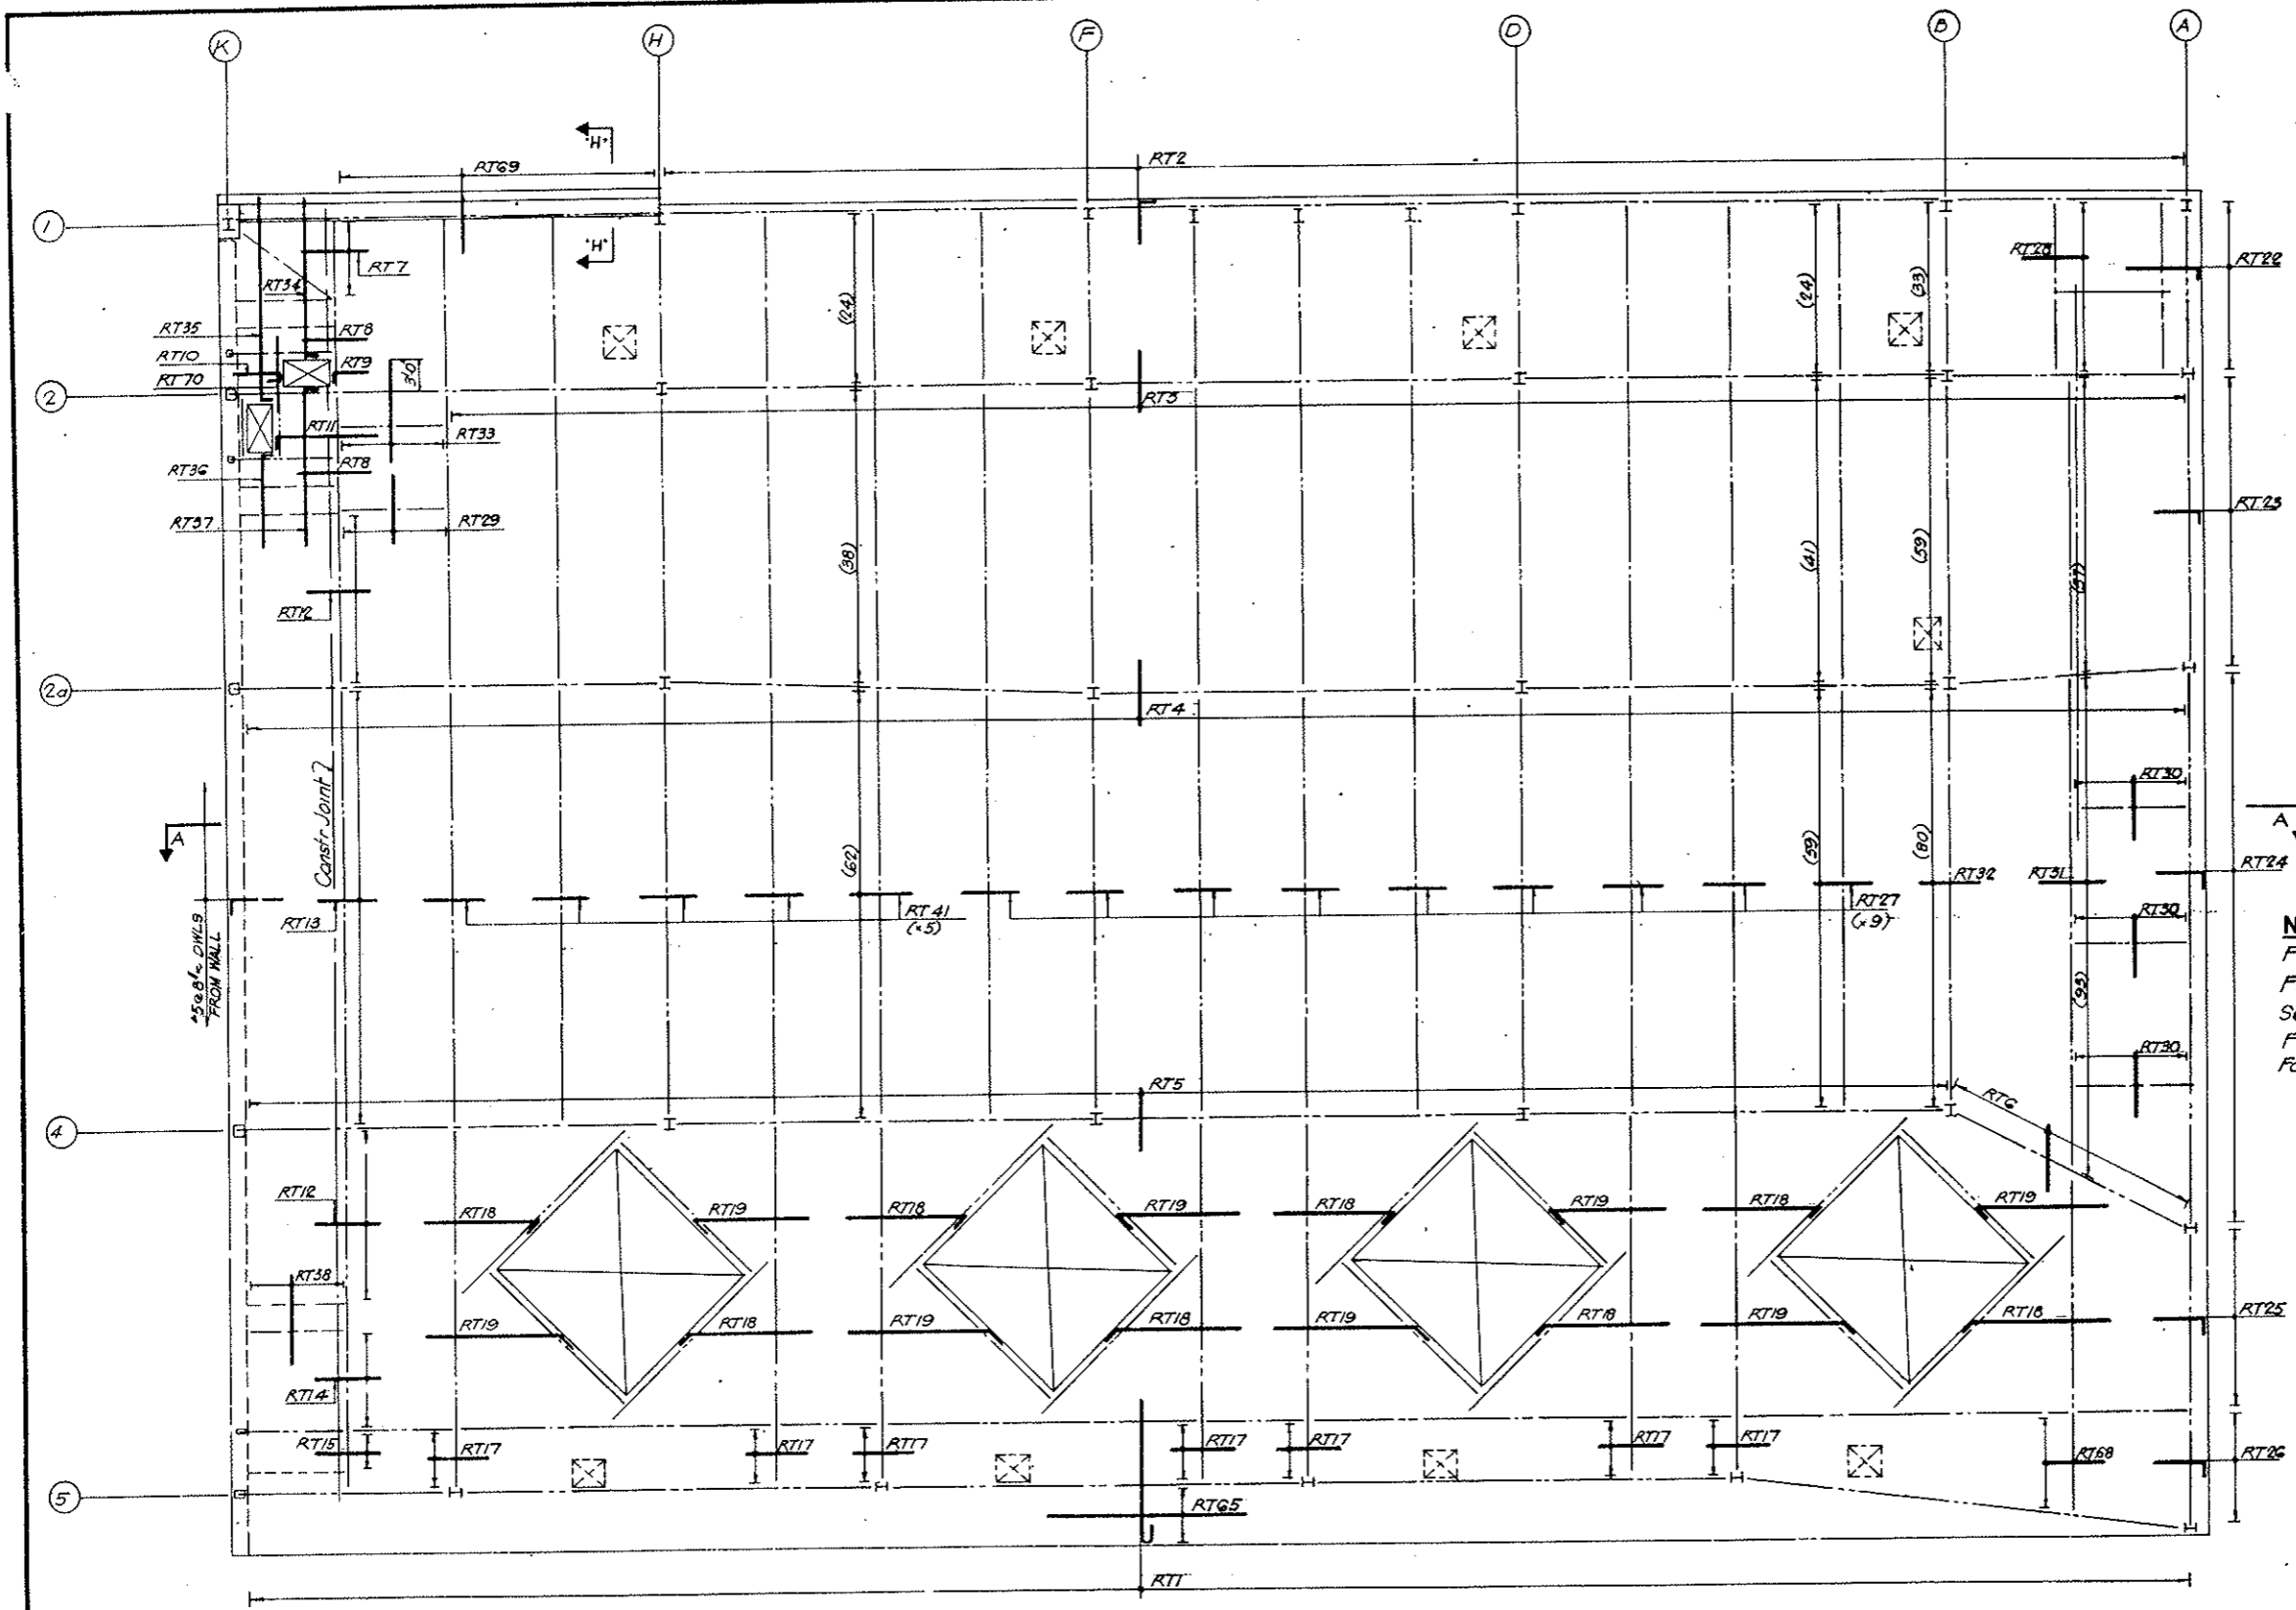 K H F D B A
"H"
RT69 RT2
1
"H"
RT7 RT28 RT22
RT34 (24) (24) (33)
RT35 RT8
RT10 RT9
RT70 3'0"
2 RT3
RT11 RT33
RT36 RT8
RT37 RT29 RT23
(38) (41) (59) (57)
RT12
2a
RT4
Constr. Joint
RT30
A A
(62) (59) (80) RT24
RT32 RT31
RT13 RT41 RT27 RT30
(x5) (x9)
#5@8"c DWLS
FROM WALL
(93)
RT30
RT5 RT6
4
RT12 RT18 RT19 RT18 RT19 RT18 RT19 RT18 RT19
RT38 RT25
RT19 RT18 RT19 RT18 RT19 RT18 RT19 RT18
RT14
RT15 RT17 RT17 RT17 RT17 RT17 RT17 RT17 RT68 RT26
5
RT65
RT1